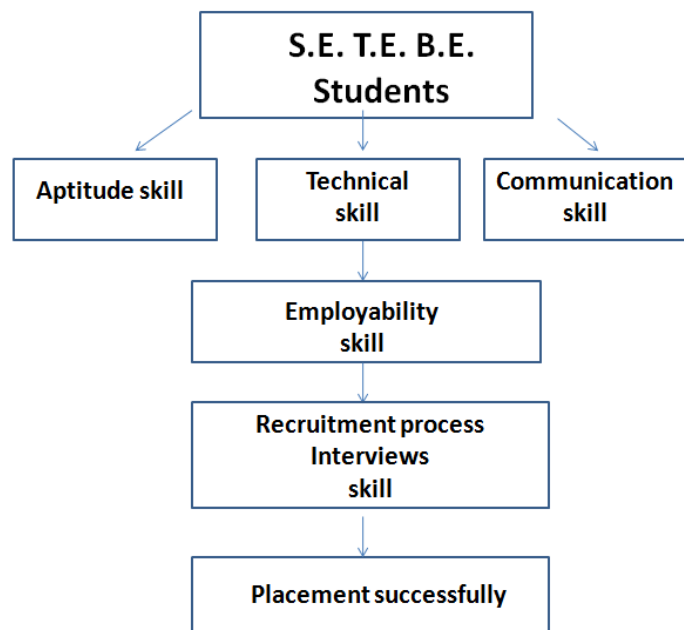 S.E. T.E. B.E.
Students
Aptitude skill
Technical
skill
Communication
skill
Employability
skill
Recruitment process
Interviews
skill
Placement successfully